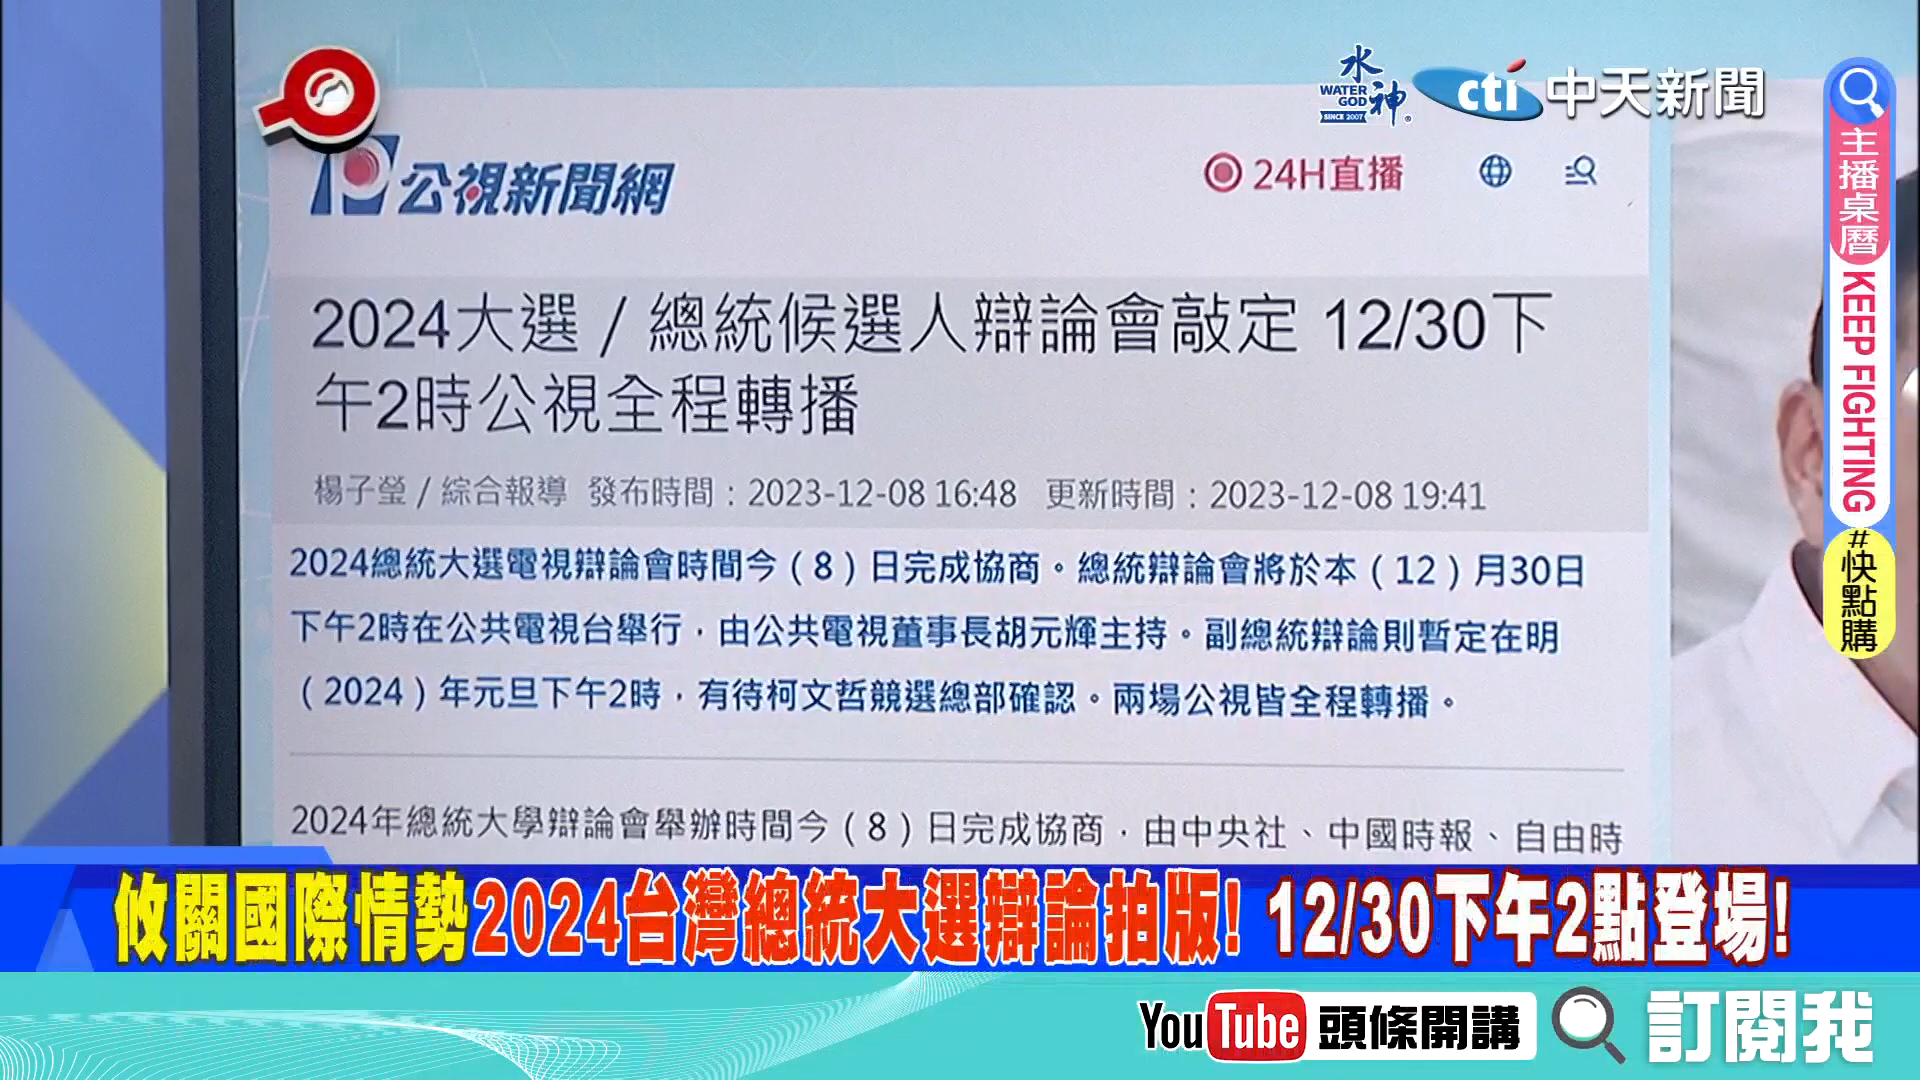 水神
WATER GOD
SINCE 2007
cti 中天新聞
公視新聞網
24H直播
2024大選 / 總統候選人辯論會敲定 12/30下
午2時公視全程轉播
楊子瑩 / 綜合報導 發布時間：2023-12-08 16:48 更新時間：2023-12-08 19:41
2024總統大選電視辯論會時間今（8）日完成協商。總統辯論會將於本（12）月30日
下午2時在公共電視台舉行，由公共電視董事長胡元輝主持。副總統辯論則暫定在明
（2024）年元旦下午2時，有待柯文哲競選總部確認。兩場公視皆全程轉播。
2024年總統大學辯論會舉辦時間今（8）日完成協商，由中央社、中國時報、自由時
主播桌曆
KEEP FIGHTING
#快點購
攸關國際情勢2024台灣總統大選辯論拍版! 12/30下午2點登場!
YouTube 頭條開講 訂閱我